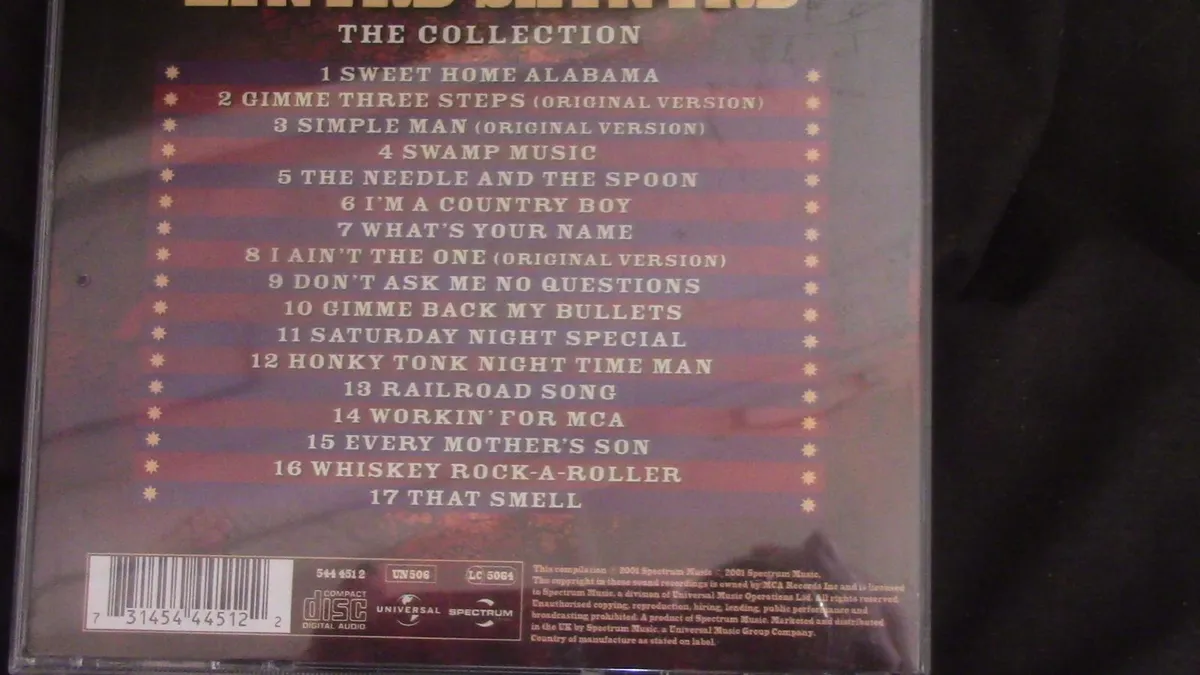 LYNYRD SKYNYRD
THE COLLECTION
1 SWEET HOME ALABAMA
2 GIMME THREE STEPS (ORIGINAL VERSION)
3 SIMPLE MAN (ORIGINAL VERSION)
4 SWAMP MUSIC
5 THE NEEDLE AND THE SPOON
6 I'M A COUNTRY BOY
7 WHAT'S YOUR NAME
8 I AIN'T THE ONE (ORIGINAL VERSION)
9 DON'T ASK ME NO QUESTIONS
10 GIMME BACK MY BULLETS
11 SATURDAY NIGHT SPECIAL
12 HONKY TONK NIGHT TIME MAN
13 RAILROAD SONG
14 WORKIN' FOR MCA
15 EVERY MOTHER'S SON
16 WHISKEY ROCK-A-ROLLER
17 THAT SMELL
7 31454 44512 2
544 451 2
UN 506
LC 5064
COMPACT
disc
DIGITAL AUDIO
UNIVERSAL
SPECTRUM
This compilation ℗ 2001 Spectrum Music ©, 2001 Spectrum Music.
The copyright in these sound recordings is owned by MCA Records Inc and is licensed
to Spectrum Music, a division of Universal Music Operations Ltd. All rights reserved.
Unauthorised copying, reproduction, hiring, lending, public performance and
broadcasting prohibited. A product of Spectrum Music. Marketed and distributed
in the UK by Spectrum Music, a Universal Music Group Company.
Country of manufacture as stated on label.